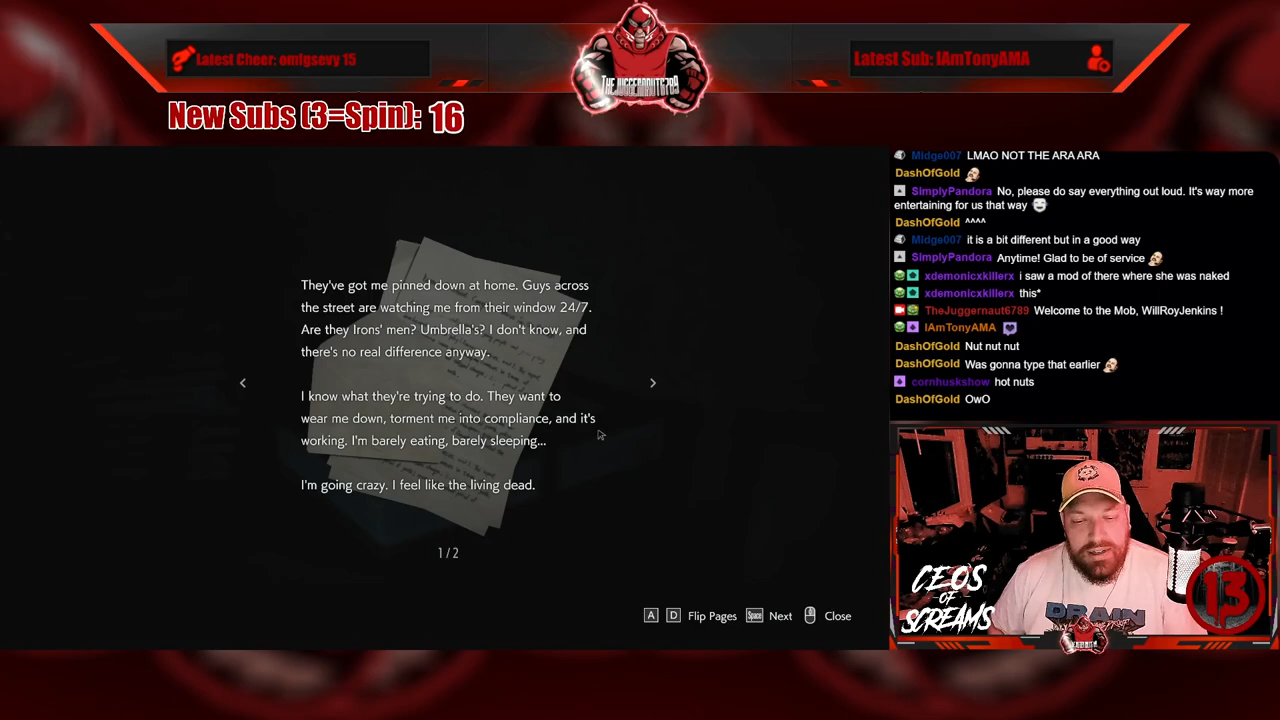 Latest Cheer: omfgsevy 15
THEJUGGERNAUT6789
Latest Sub: IAmTonyAMA
New Subs (3=Spin): 16
They've got me pinned down at home. Guys across
the street are watching me from their window 24/7.
Are they Irons' men? Umbrella's? I don't know, and
there's no real difference anyway.
I know what they're trying to do. They want to
wear me down, torment me into compliance, and it's
working. I'm barely eating, barely sleeping...
I'm going crazy. I feel like the living dead.
1 / 2
A D Flip Pages Space Next Close
Midge007 LMAO NOT THE ARA ARA
DashOfGold
SimplyPandora No, please do say everything out loud. It's way more
entertaining for us that way
DashOfGold ^^^^
Midge007 it is a bit different but in a good way
SimplyPandora Anytime! Glad to be of service
xdemonicxkillerx i saw a mod of there where she was naked
xdemonicxkillerx this*
TheJuggernaut6789 Welcome to the Mob, WillRoyJenkins !
IAmTonyAMA
DashOfGold Nut nut nut
DashOfGold Was gonna type that earlier
cornhuskshow hot nuts
DashOfGold OwO
CEOS
OF
SCREAMS
DRAIN
13